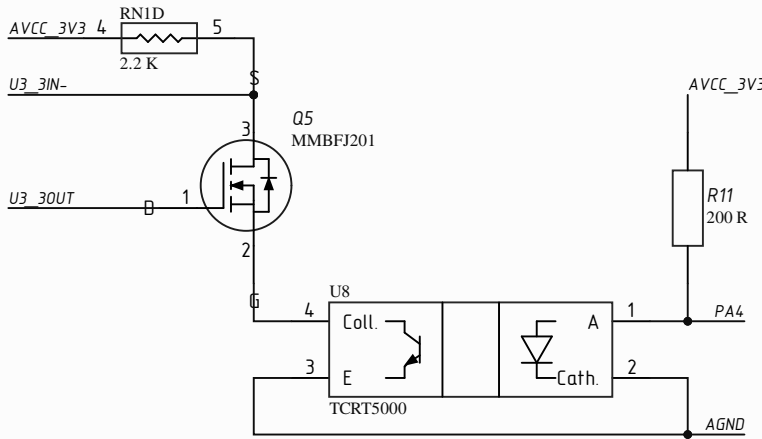 RN1D
AVCC_3V3 4 5
2.2 K
S
U3_3IN-
AVCC_3V3
Q5
3 MMBFJ201
U3_3OUT D 1
R11
200 R
2
G
U8
4 Coll. A 1 PA4
3 E Cath. 2
TCRT5000
AGND